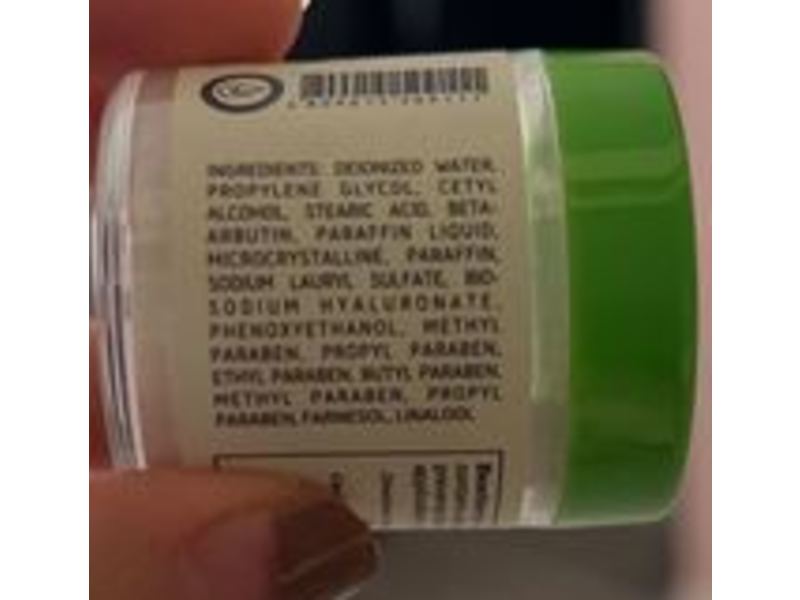 INGREDIENTS: DEIONIZED WATER,
PROPYLENE GLYCOL, CETYL
ALCOHOL, STEARIC ACID, BETA-
ARBUTIN, PARAFFIN LIQUID,
MICROCRYSTALLINE, PARAFFIN,
SODIUM LAURYL SULFATE, BIO-
SODIUM HYALURONATE,
PHENOXYETHANOL, METHYL
PARABEN, PROPYL PARABEN,
ETHYL PARABEN, BUTYL PARABEN,
METHYL PARABEN, PROPYL
PARABEN, FARNESOL, LINALOOL